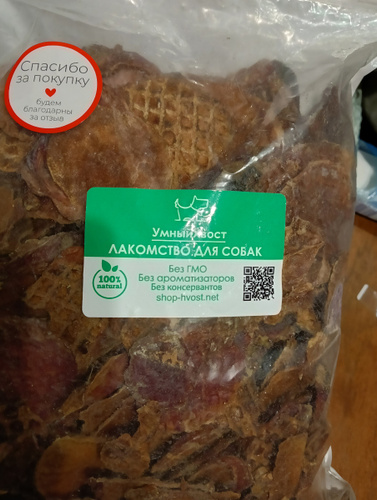 Спасибо
за покупку
будем
благодарны
за отзыв
Умный хвост
ЛАКОМСТВО ДЛЯ СОБАК
Без ГМО
Без ароматизаторов
Без консервантов
shop-hvost.net
100%
natural